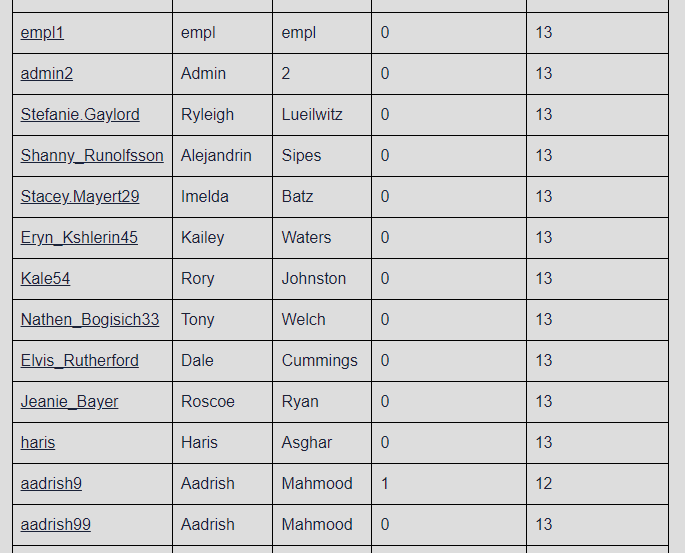 empl1 empl empl 0 13
admin2 Admin 2 0 13
Stefanie.Gaylord Ryleigh Lueilwitz 0 13
Shanny_Runolfsson Alejandrin Sipes 0 13
Stacey.Mayert29 Imelda Batz 0 13
Eryn_Kshlerin45 Kailey Waters 0 13
Kale54 Rory Johnston 0 13
Nathen_Bogisich33 Tony Welch 0 13
Elvis_Rutherford Dale Cummings 0 13
Jeanie_Bayer Roscoe Ryan 0 13
haris Haris Asghar 0 13
aadrish9 Aadrish Mahmood 1 12
aadrish99 Aadrish Mahmood 0 13